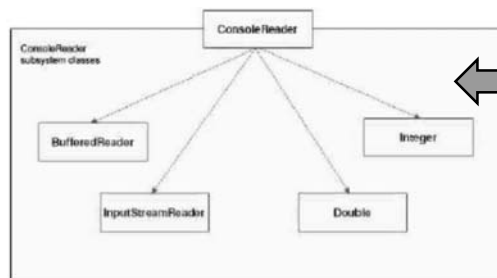 ConsoleReader
ConsoleReader
subsystem classes
BufferedReader
Integer
InputStreamReader
Double